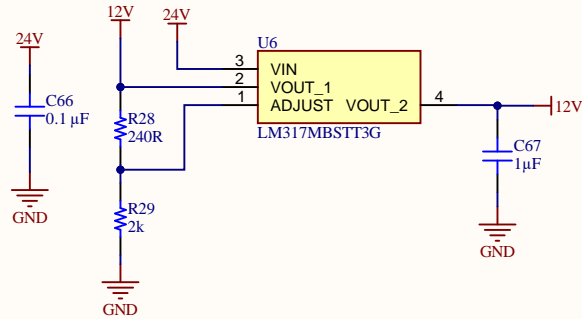 24V
C66
0.1 µF
GND
12V
24V
R28
240R
R29
2k
GND
U6
3 VIN
2 VOUT_1
1 ADJUST VOUT_2 4
LM317MBSTT3G
12V
C67
1µF
GND